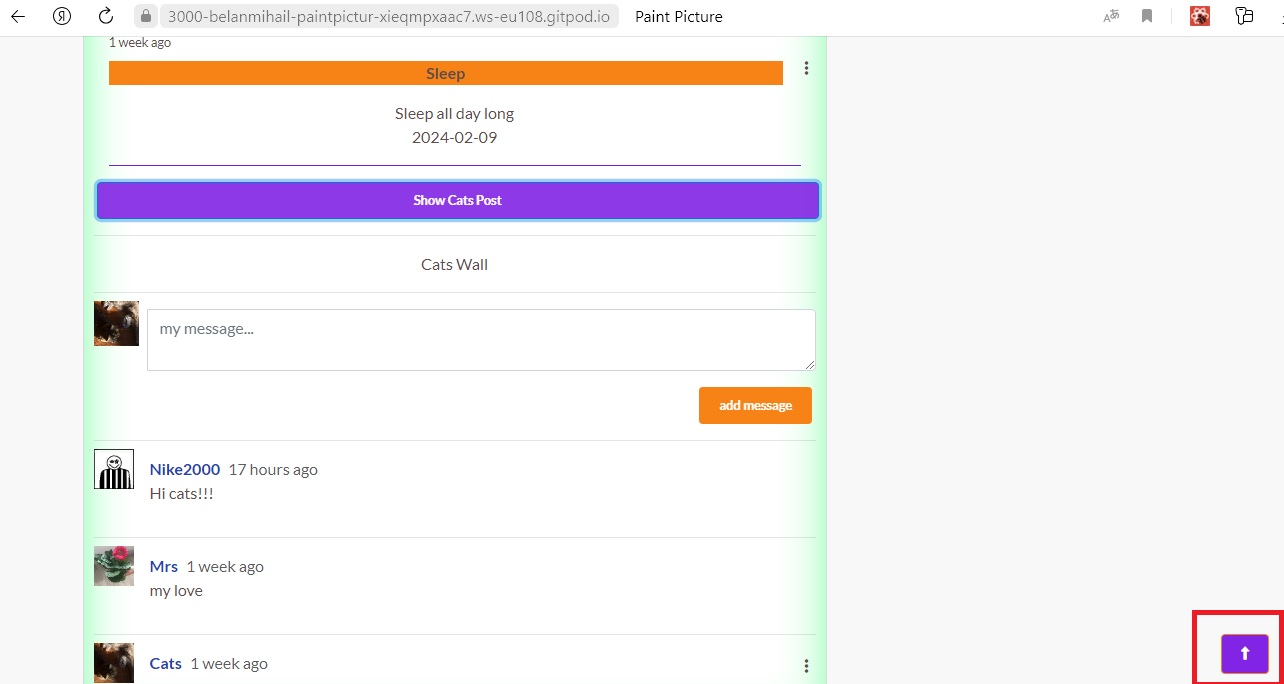 3000-belanmihail-paintpictur-xieqmpxaac7.ws-eu108.gitpod.io Paint Picture
1 week ago
Sleep
Sleep all day long
2024-02-09
Show Cats Post
Cats Wall
my message...
add message
Nike2000 17 hours ago
Hi cats!!!
Mrs 1 week ago
my love
Cats 1 week ago